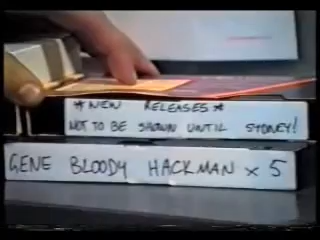 * NEW RELEASES *
NOT TO BE SHOWN UNTIL SYDNEY!
GENE BLOODY HACKMAN x 5